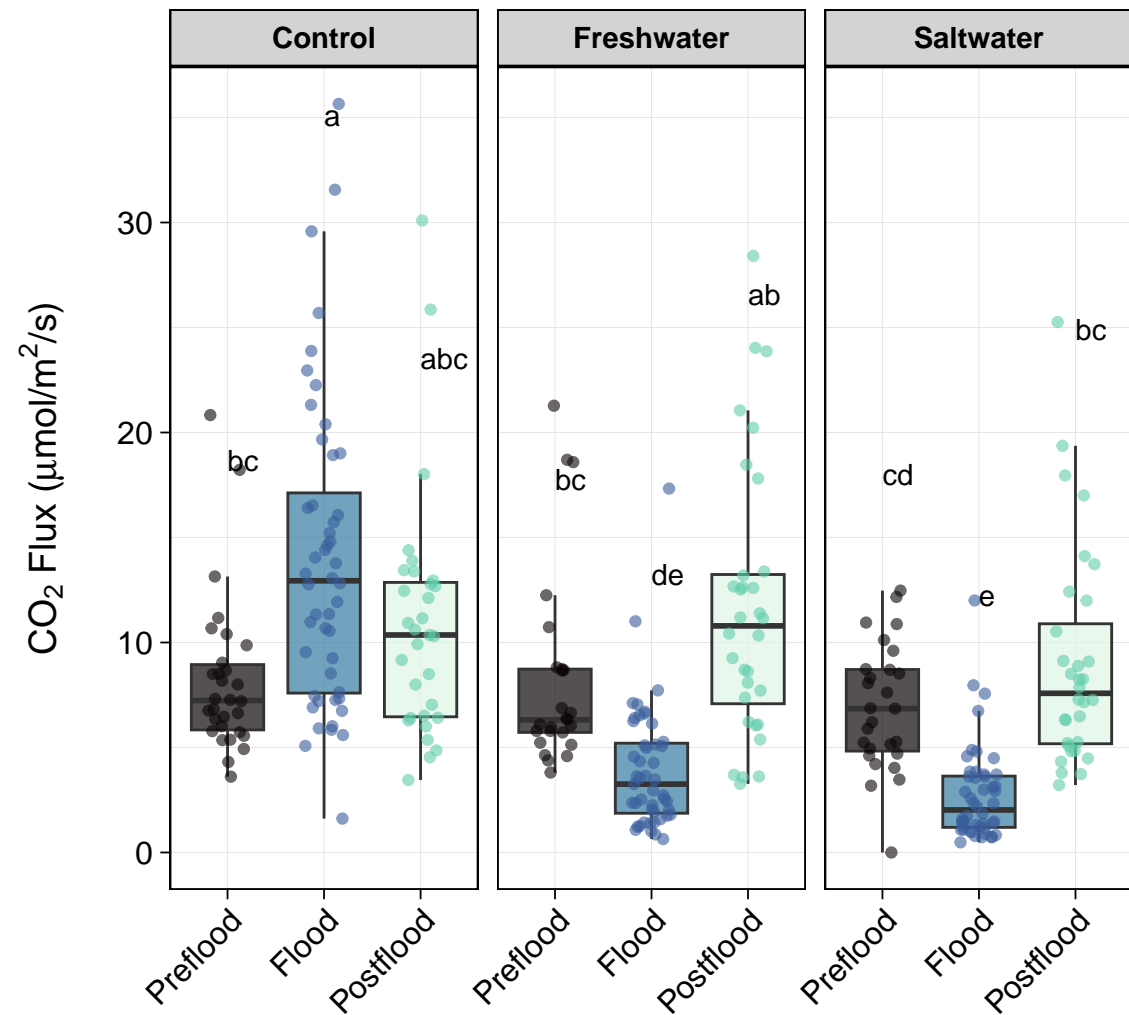 Control Freshwater Saltwater
a
30
ab
bc
abc
20
bc
bc
cd
de
e
10
0
CO₂ Flux (μmol/m²/s)
Preflood Flood Postflood Preflood Flood Postflood Preflood Flood Postflood